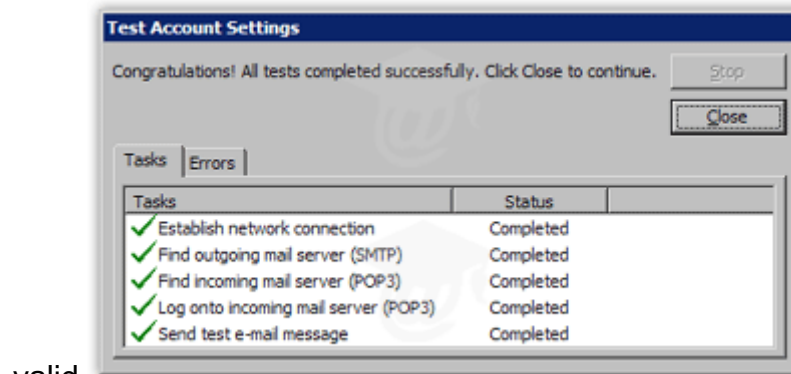 Test Account Settings
Congratulations! All tests completed successfully. Click Close to continue.
Stop
Close
Tasks Errors
Tasks Status
Establish network connection Completed
Find outgoing mail server (SMTP) Completed
Find incoming mail server (POP3) Completed
Log onto incoming mail server (POP3) Completed
Send test e-mail message Completed
valid